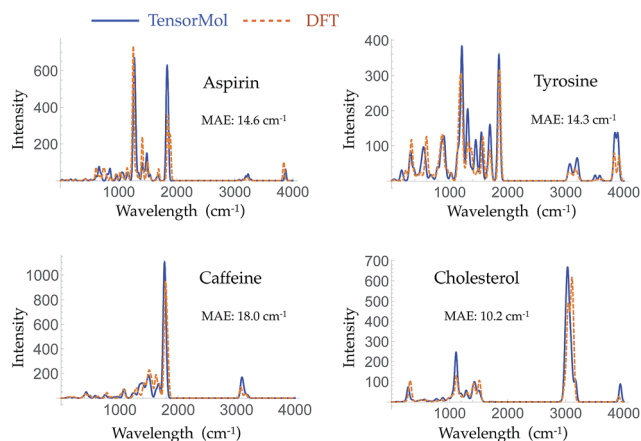 TensorMol DFT
Intensity
600
400
200
Aspirin
MAE: 14.6 cm-1
1000 2000 3000 4000
Wavelength (cm-1)
Intensity
400
300
200
100
Tyrosine
MAE: 14.3 cm-1
0 1000 2000 3000 4000
Wavelength (cm-1)
Intensity
1000
800
600
400
200
Caffeine
MAE: 18.0 cm-1
0 1000 2000 3000 4000
Wavelength (cm-1)
Intensity
700
600
500
400
300
200
100
Cholesterol
MAE: 10.2 cm-1
0 1000 2000 3000 4000
Wavelength (cm-1)